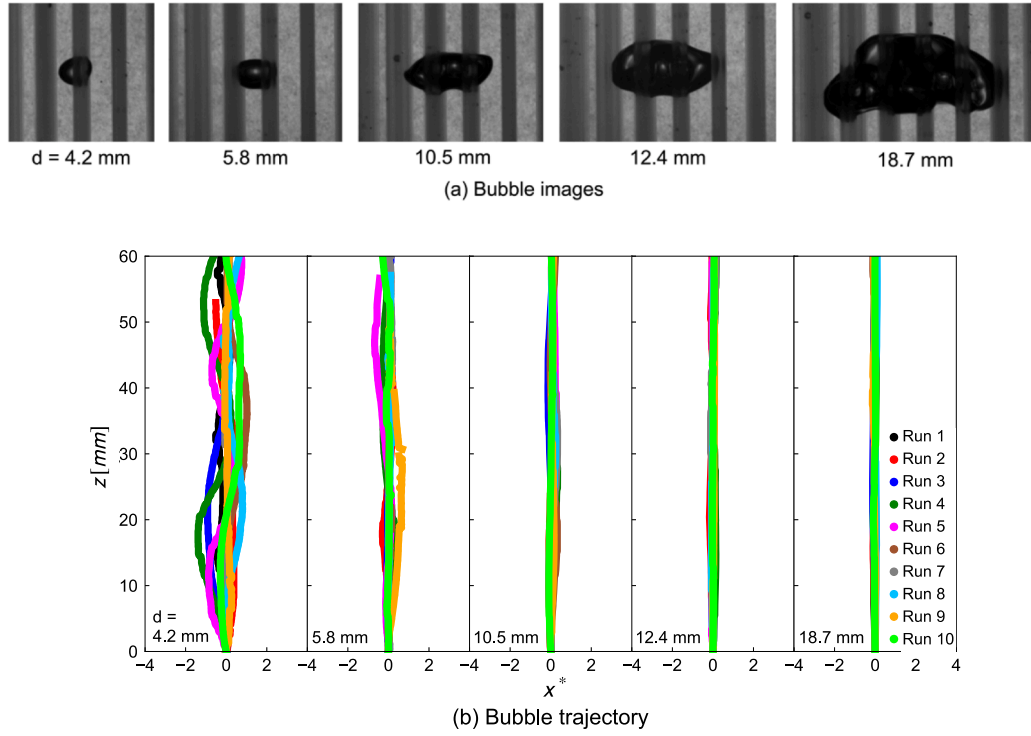 d = 4.2 mm
5.8 mm
10.5 mm
12.4 mm
18.7 mm
(a) Bubble images
z [mm]
60
50
40
30
20
10
0
d =
4.2 mm
5.8 mm
10.5 mm
12.4 mm
18.7 mm
Run 1
Run 2
Run 3
Run 4
Run 5
Run 6
Run 7
Run 8
Run 9
Run 10
−4 −2 0 2 −4 −2 0 2 −4 −2 0 2 −4 −2 0 2 −4 −2 0 2 4
x*
(b) Bubble trajectory